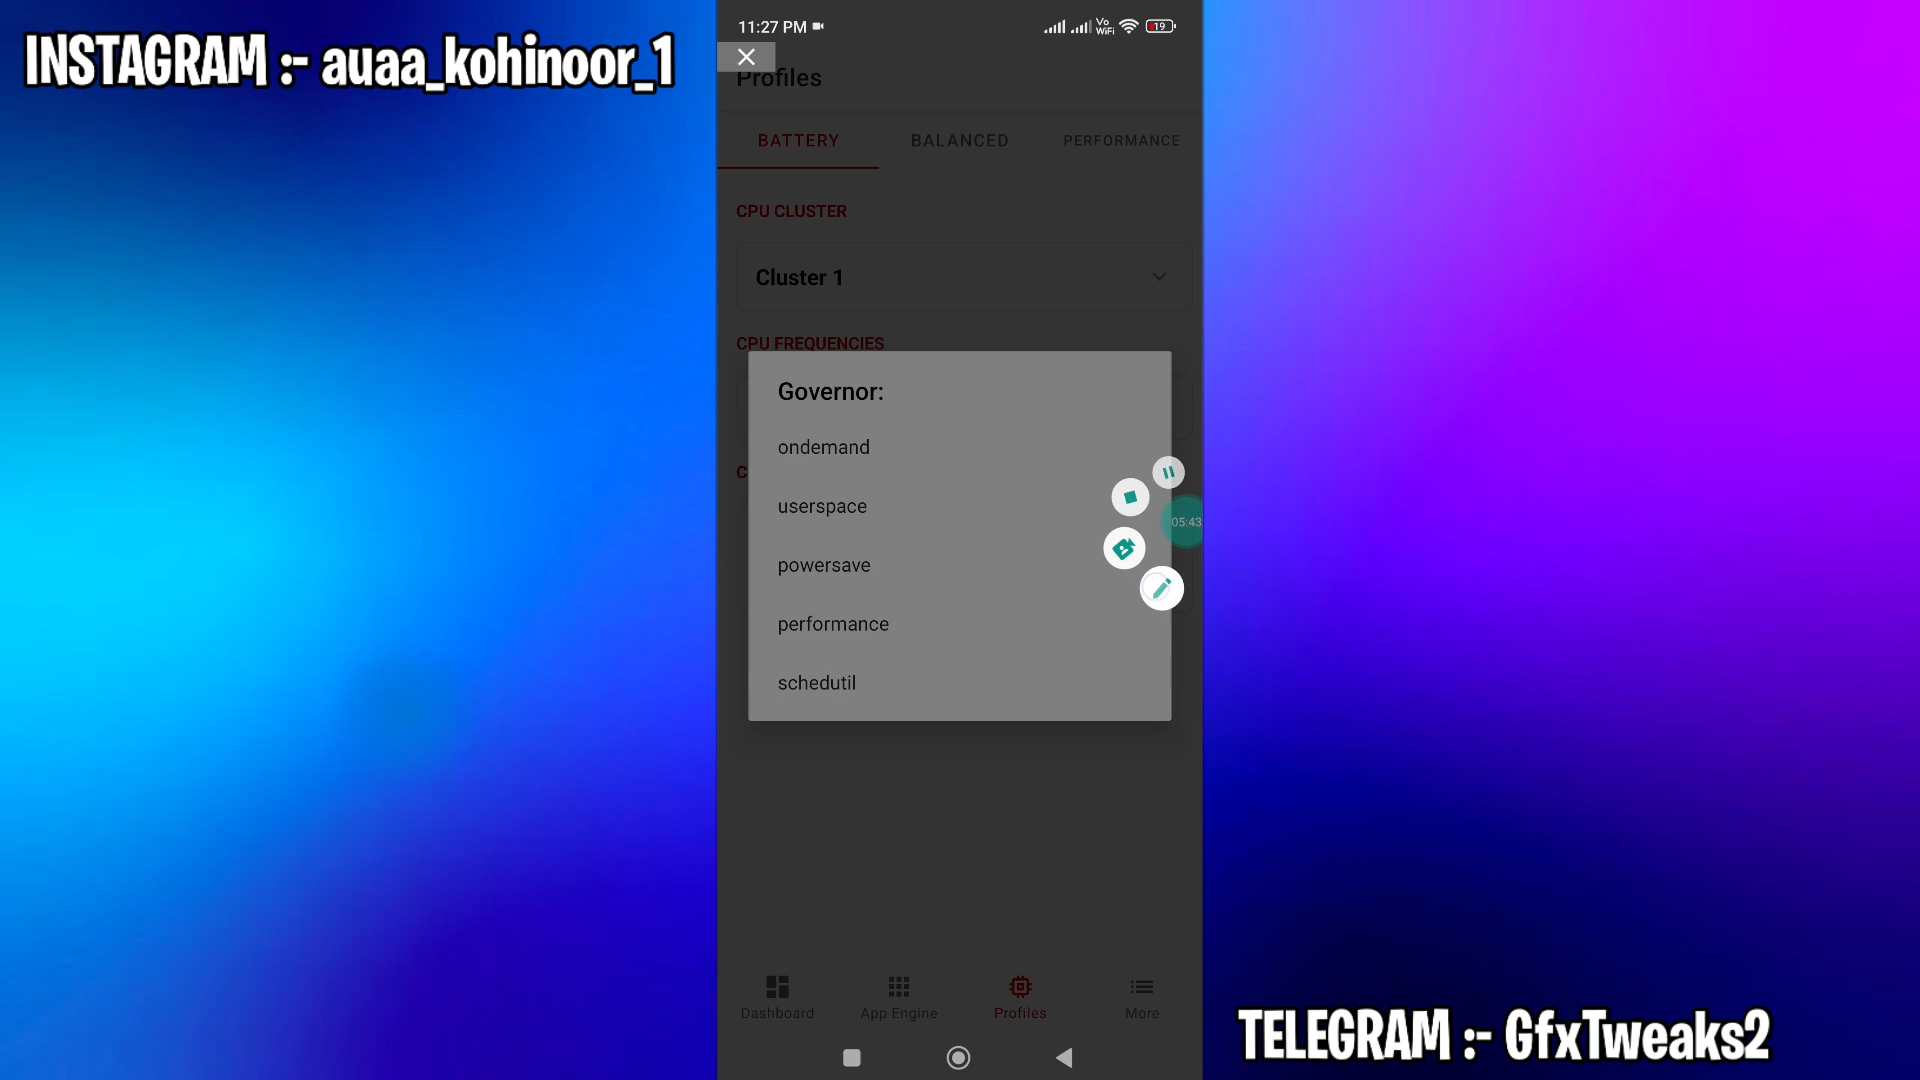 INSTAGRAM :- auaa_kohinoor_1
11:27 PM
Vo
WiFi
19
Profiles
BATTERY
BALANCED
PERFORMANCE
CPU CLUSTER
Cluster 1
CPU FREQUENCIES
Governor:
ondemand
userspace
powersave
performance
schedutil
C
05:43
Dashboard
App Engine
Profiles
More
TELEGRAM :- GfxTweaks2